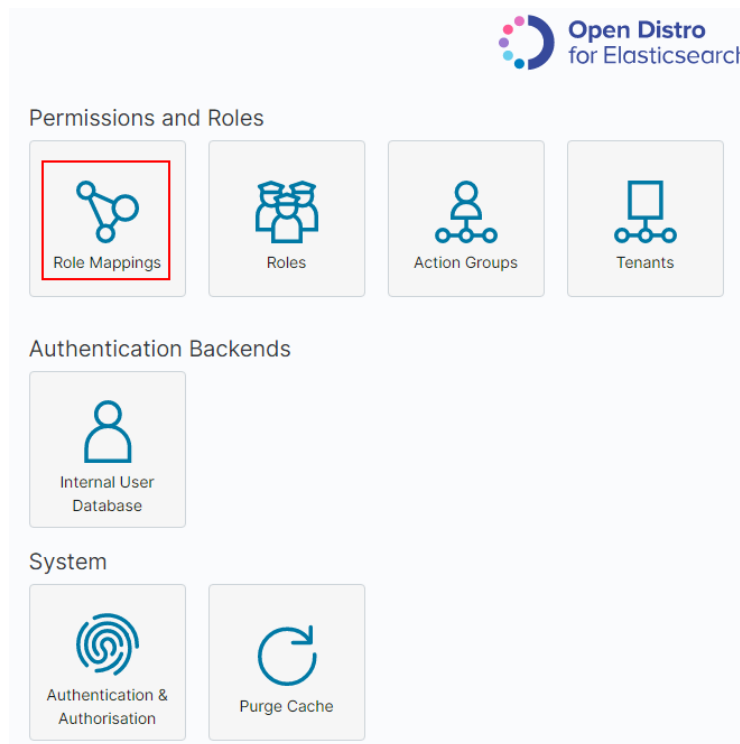 Open Distro
for Elasticsearch
Permissions and Roles
Role Mappings
Roles
Action Groups
Tenants
Authentication Backends
Internal User
Database
System
Authentication &
Authorisation
Purge Cache